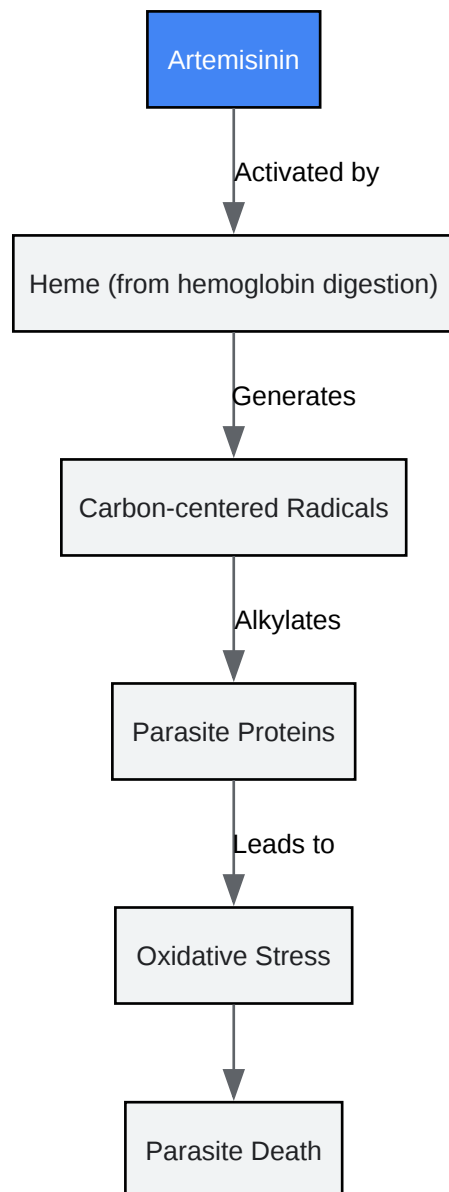 Artemisinin
Activated by
Heme (from hemoglobin digestion)
Generates
Carbon-centered Radicals
Alkylates
Parasite Proteins
Leads to
Oxidative Stress
Parasite Death